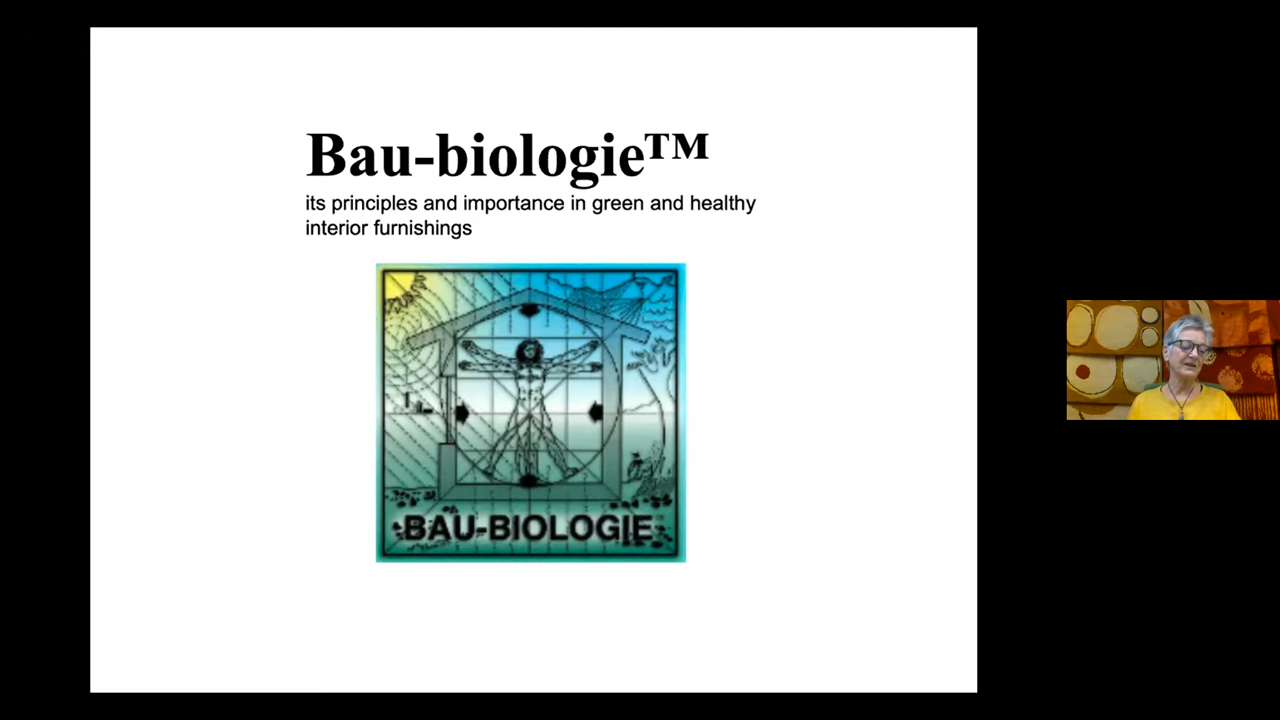 Bau-biologie™
its principles and importance in green and healthy
interior furnishings
BAU-BIOLOGIE